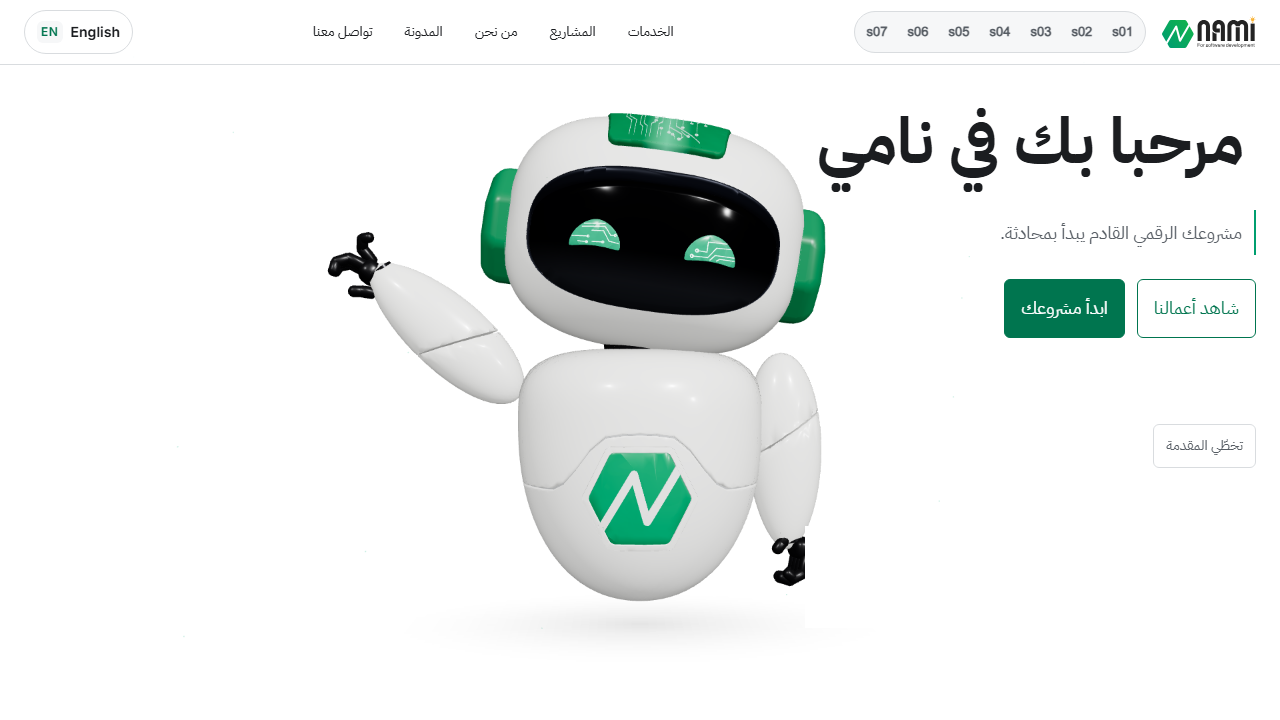 NAMi
For software development
s01 s02 s03 s04 s05 s06 s07
الخدمات المشاريع من نحن المدونة تواصل معنا
EN English
مرحبا بك في نامي
مشروعك الرقمي القادم يبدأ بمحادثة.
شاهد أعمالنا ابدأ مشروعك
تخطّي المقدمة